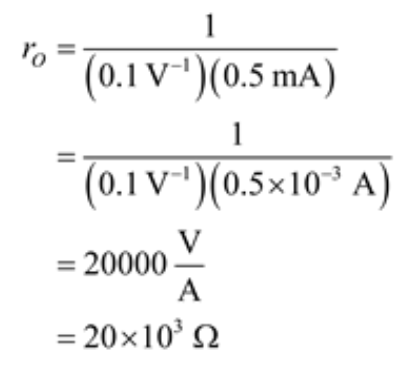 r_O = 1 / (0.1 V⁻¹)(0.5 mA)
= 1 / (0.1 V⁻¹)(0.5×10⁻³ A)
= 20000 V/A
= 20×10³ Ω